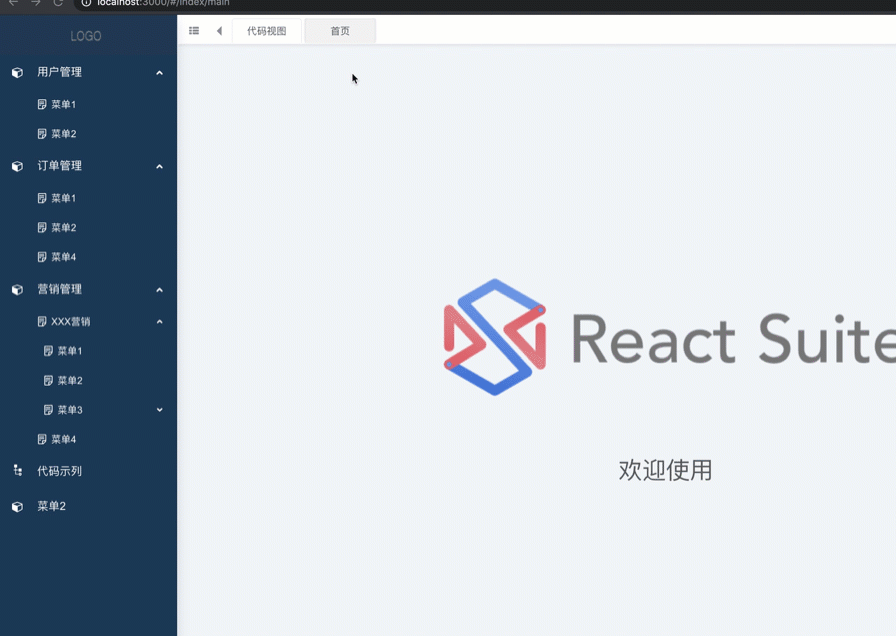 localhost:3000/#/index/main
LOGO
代码视图
首页
用户管理
菜单1
菜单2
订单管理
菜单1
菜单2
菜单4
营销管理
XXX营销
菜单1
菜单2
菜单3
菜单4
代码示列
菜单2
React Suite
欢迎使用